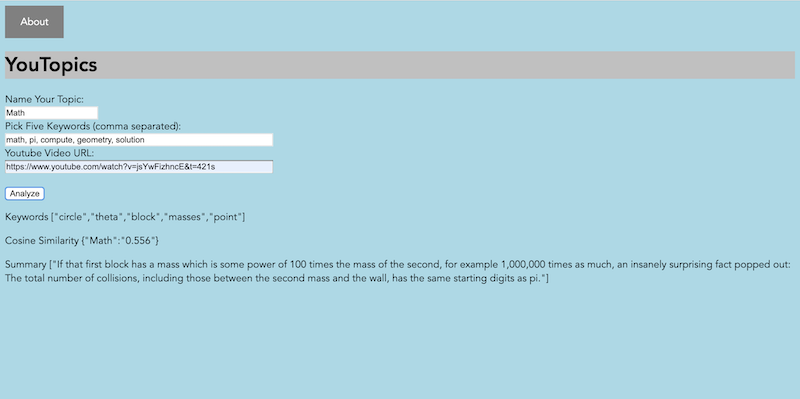 About
YouTopics
Name Your Topic:
Math
Pick Five Keywords (comma separated):
math, pi, compute, geometry, solution
Youtube Video URL:
https://www.youtube.com/watch?v=jsYwFizhncE&t=421s
Analyze
Keywords ["circle","theta","block","masses","point"]
Cosine Similarity {"Math":"0.556"}
Summary ["If that first block has a mass which is some power of 100 times the mass of the second, for example 1,000,000 times as much, an insanely surprising fact popped out:
The total number of collisions, including those between the second mass and the wall, has the same starting digits as pi."]